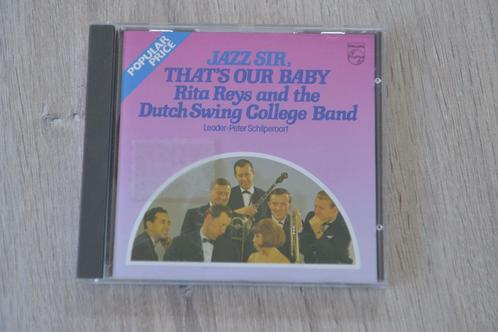 POPULAR
PRICE
PHILIPS
JAZZ SIR,
THAT'S OUR BABY
Rita Reys and the
Dutch Swing College Band
Leader-Peter Schilperoort